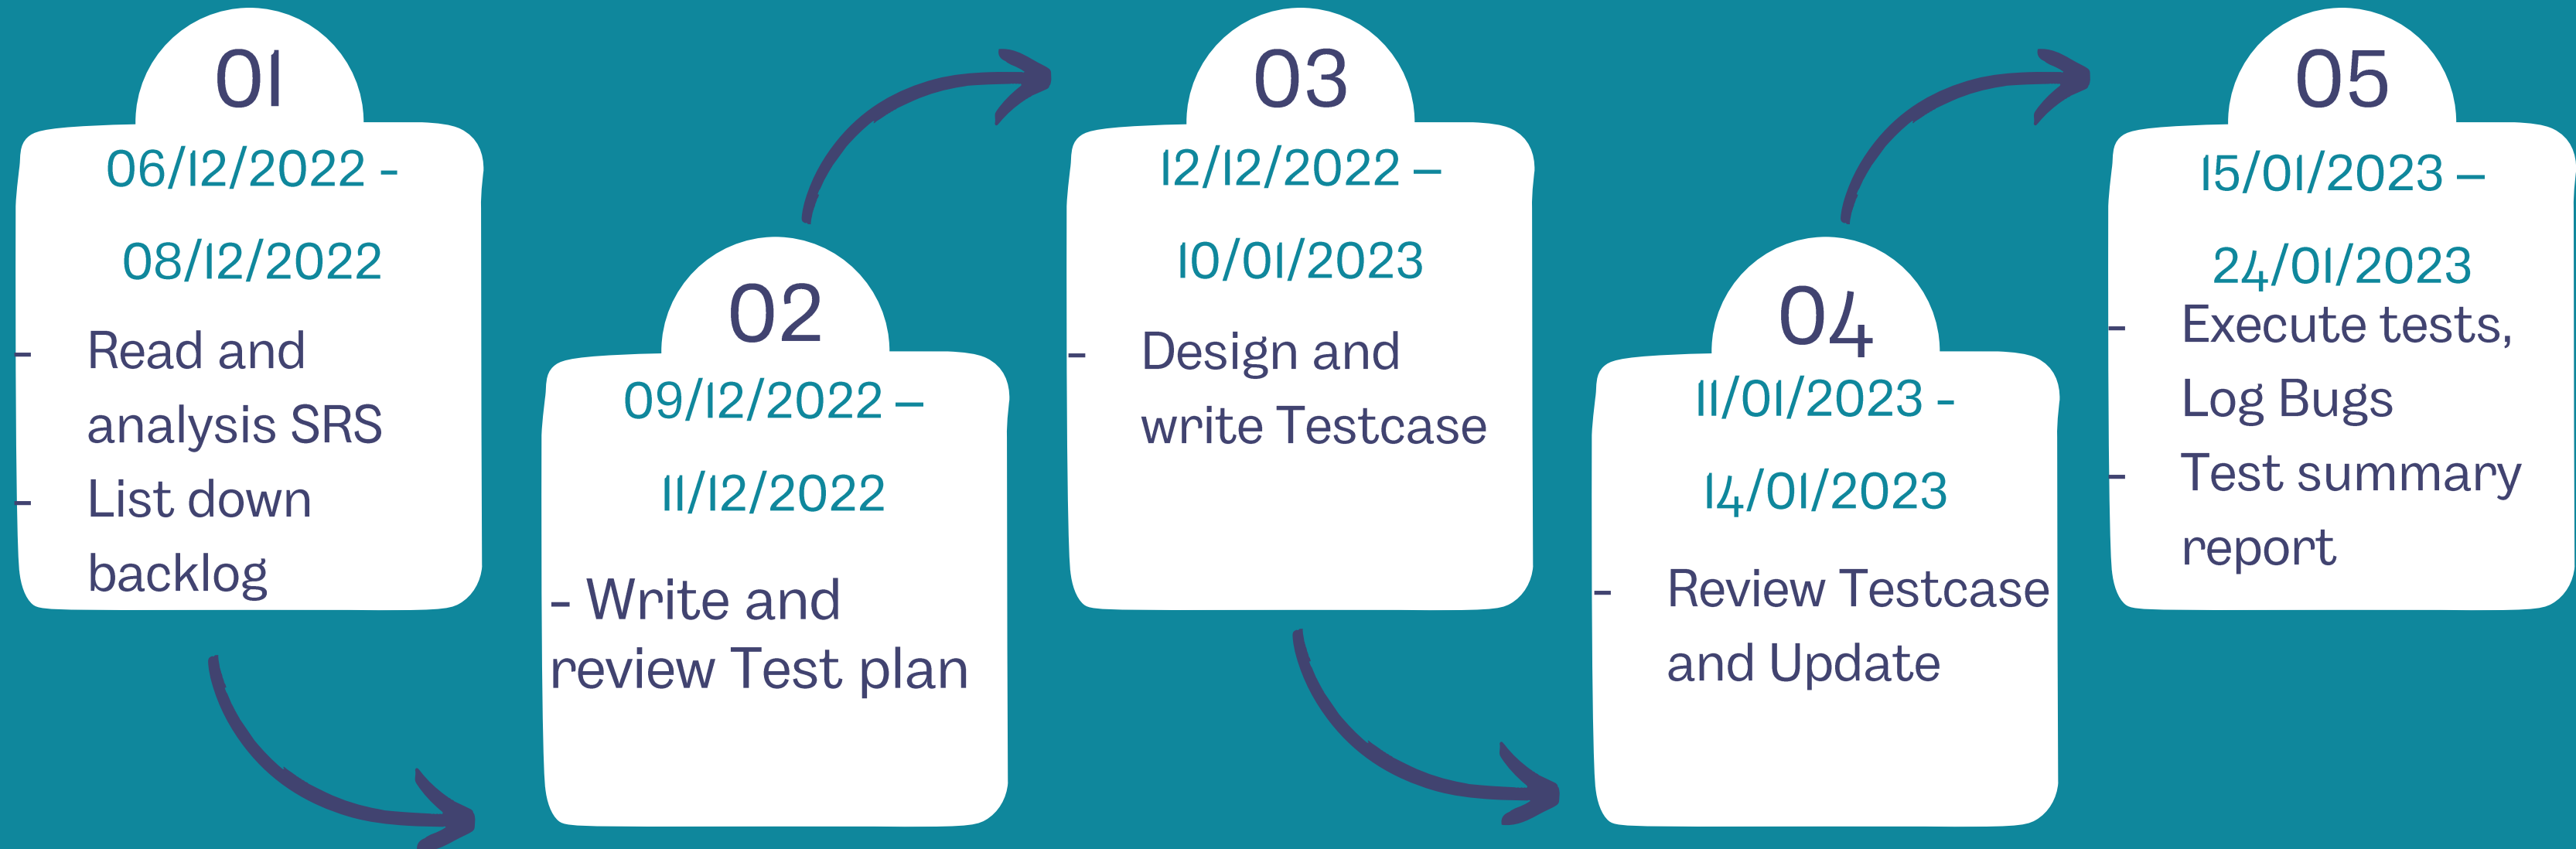 01
06/12/2022 -
08/12/2022
- Read and
analysis SRS
- List down
backlog
02
09/12/2022 –
11/12/2022
- Write and
review Test plan
03
12/12/2022 –
10/01/2023
- Design and
write Testcase
04
11/01/2023 -
14/01/2023
- Review Testcase
and Update
05
15/01/2023 –
24/01/2023
- Execute tests,
Log Bugs
- Test summary
report